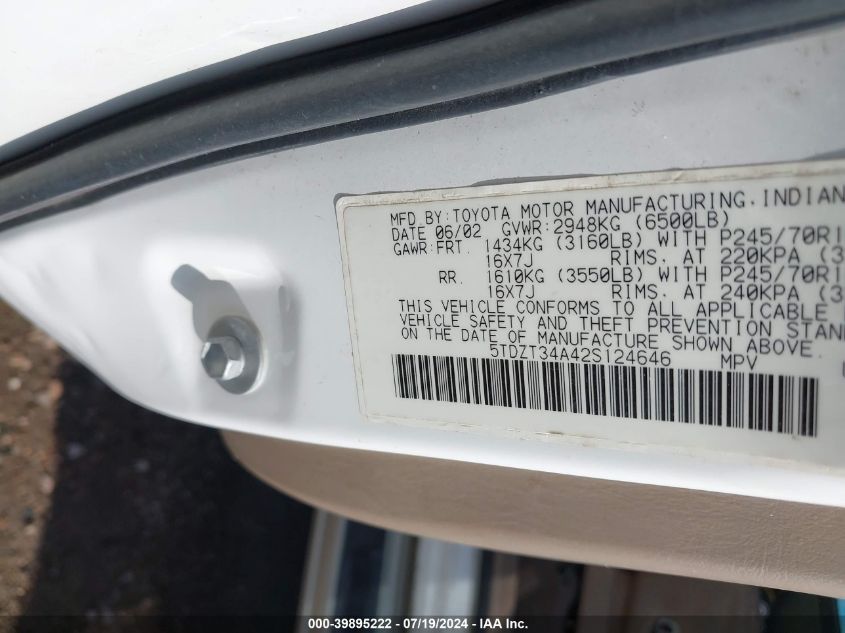 MFD BY: TOYOTA MOTOR MANUFACTURING, INDIAN
DATE 06/02 GVWR: 2948KG (6500LB)
GAWR: FRT. 1434KG (3160LB) WITH P245/70R1
16X7J RIMS. AT 220KPA (3
RR. 1610KG (3550LB) WITH P245/70R1
16X7J RIMS. AT 240KPA (3
THIS VEHICLE CONFORMS TO ALL APPLICABLE
VEHICLE SAFETY AND THEFT PREVENTION STAN
ON THE DATE OF MANUFACTURE SHOWN ABOVE.
5TDZT34A42S124646 MPV
000-39895222 - 07/19/2024 - IAA Inc.